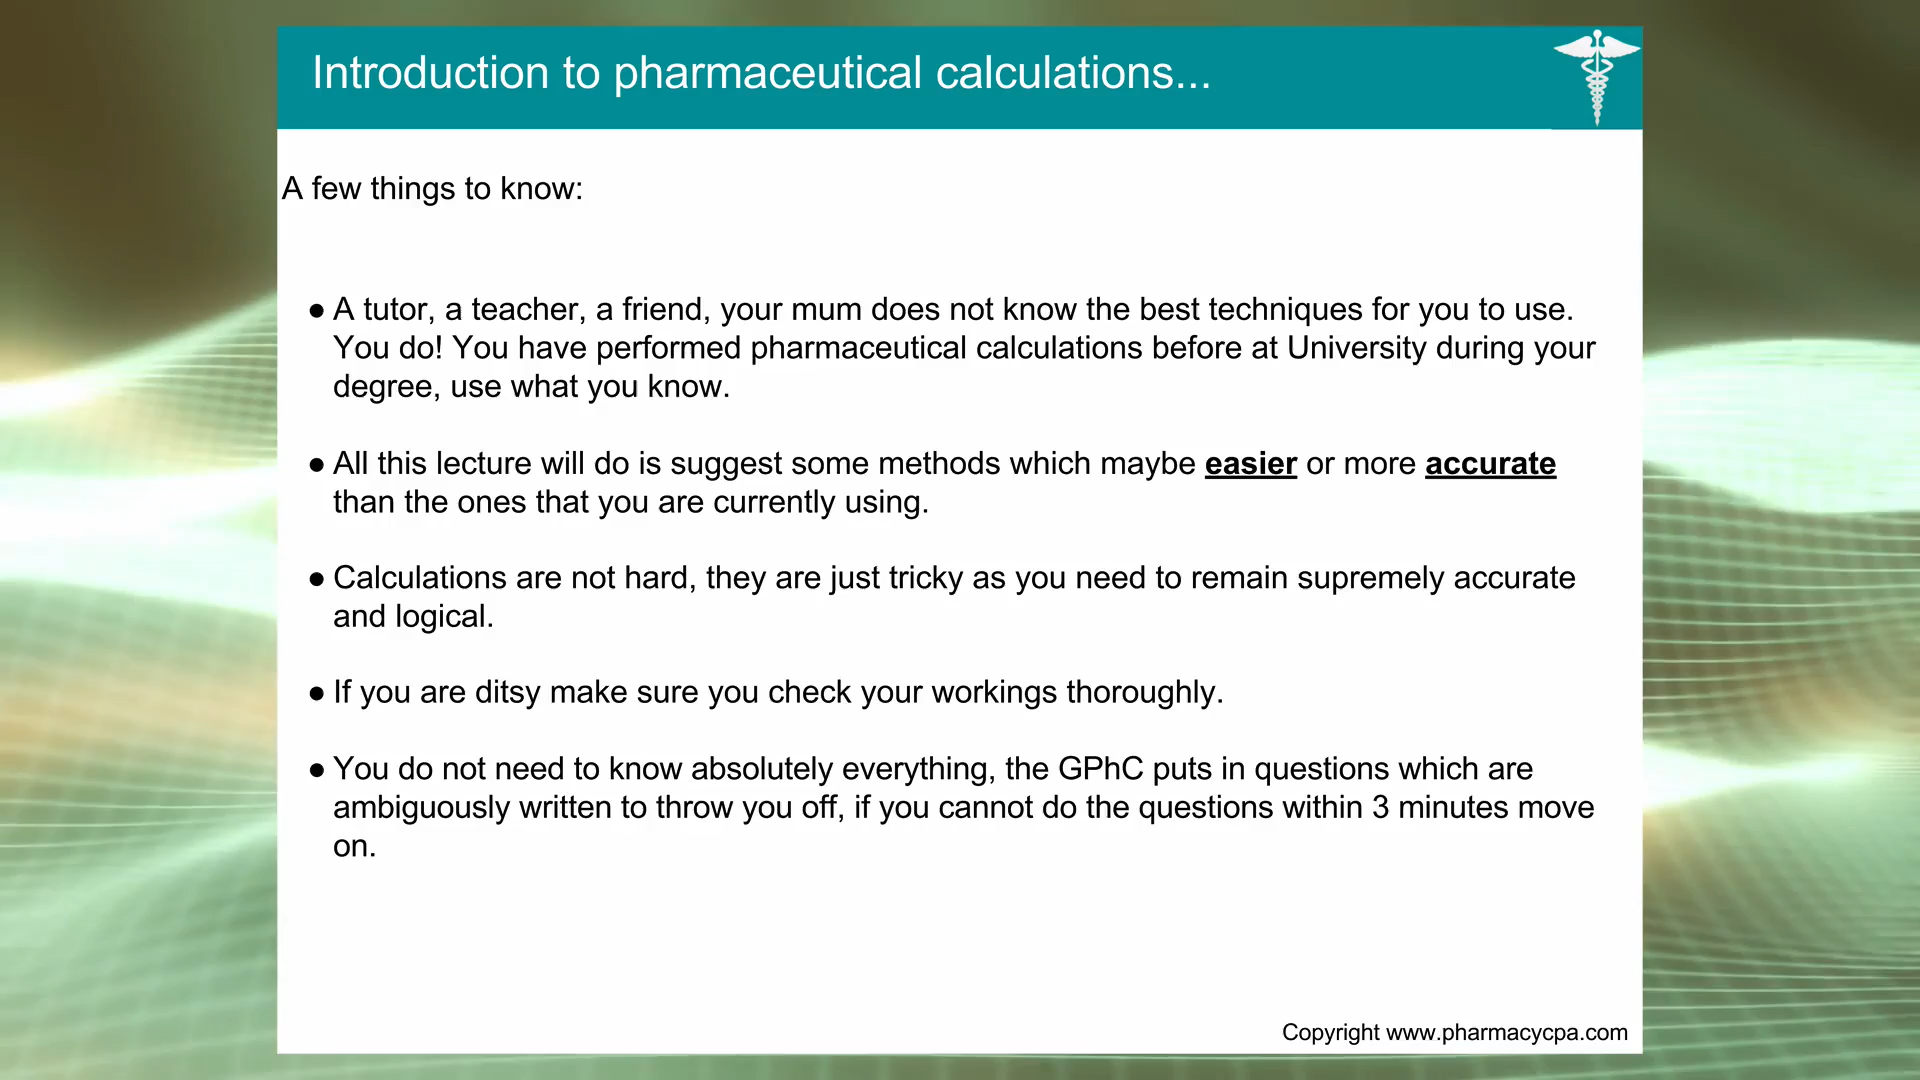 Introduction to pharmaceutical calculations...
A few things to know:
● A tutor, a teacher, a friend, your mum does not know the best techniques for you to use.
You do! You have performed pharmaceutical calculations before at University during your
degree, use what you know.
● All this lecture will do is suggest some methods which maybe easier or more accurate
than the ones that you are currently using.
● Calculations are not hard, they are just tricky as you need to remain supremely accurate
and logical.
● If you are ditsy make sure you check your workings thoroughly.
● You do not need to know absolutely everything, the GPhC puts in questions which are
ambiguously written to throw you off, if you cannot do the questions within 3 minutes move
on.
Copyright www.pharmacycpa.com